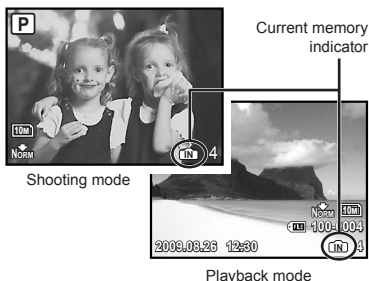 P
Current memory
indicator
10M
NORM
IN 4
Shooting mode
NORM 10M
FILE 100-0004
2009.08.26 12:30 IN 4
Playback mode